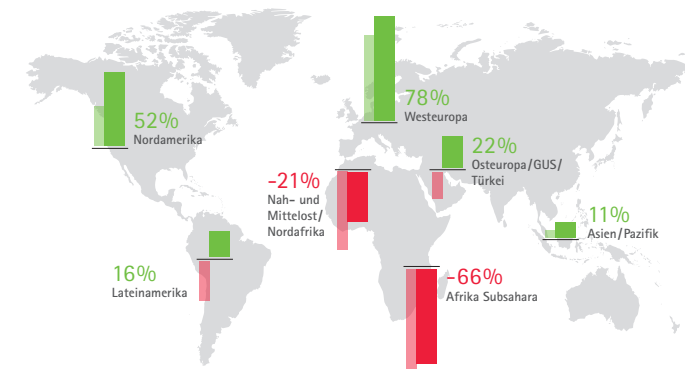 78%
Westeuropa
52%
Nordamerika
22%
Osteuropa/GUS/
Türkei
-21%
Nah- und
Mittelost/
Nordafrika
11%
Asien/Pazifik
16%
Lateinamerika
-66%
Afrika Subsahara